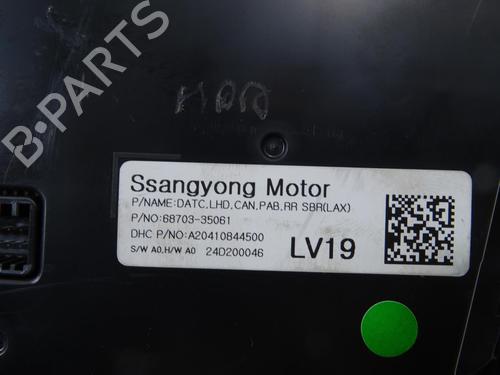 B-PARTS
Ssangyong Motor
P/NAME:DATC.LHD.CAN.PAB.RR SBR(LAX)
P/NO:68703-35061
DHC P/NO:A20410844500
S/W A0,H/W A0 24D200046 LV19